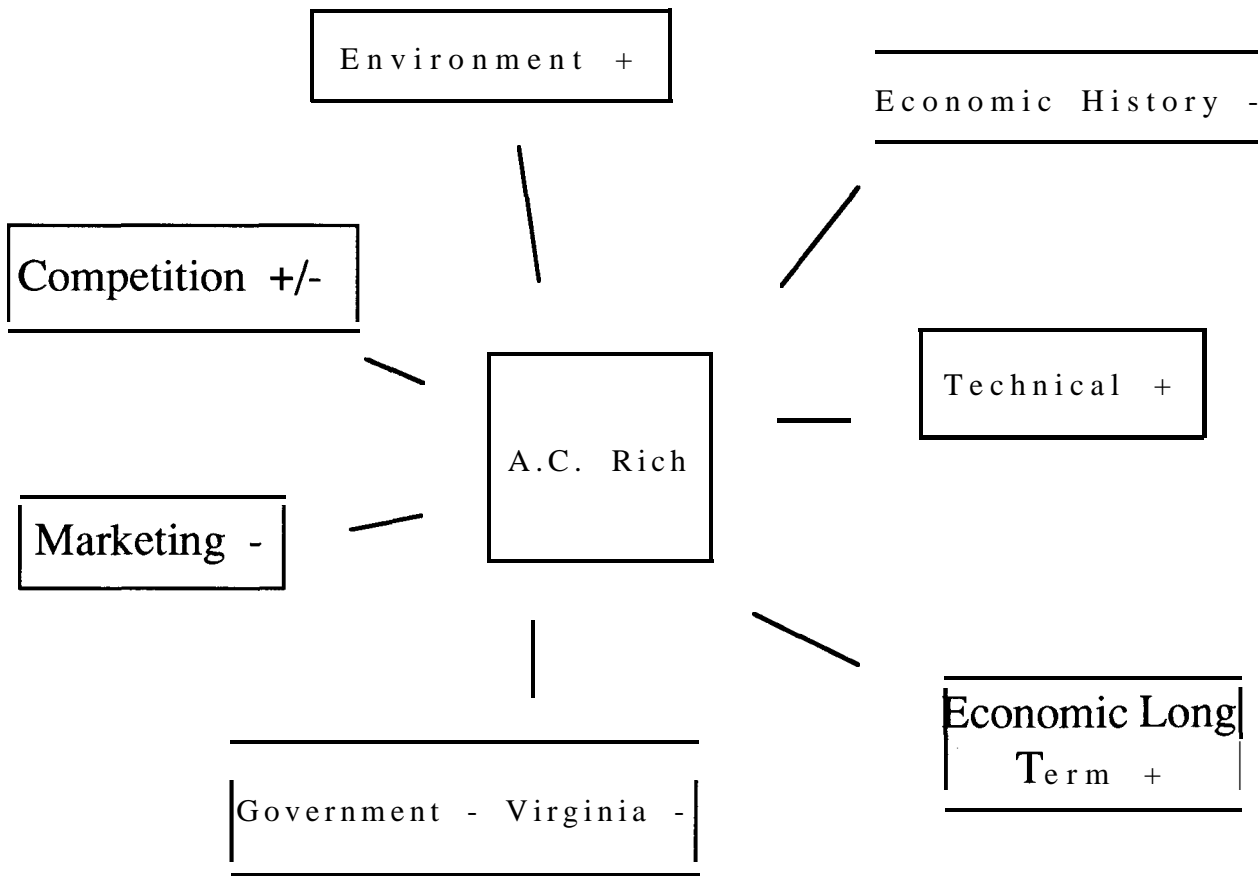 Environment +
Economic History -
Competition +/-
Technical +
A.C. Rich
Marketing -
Economic Long
Term +
Government - Virginia -